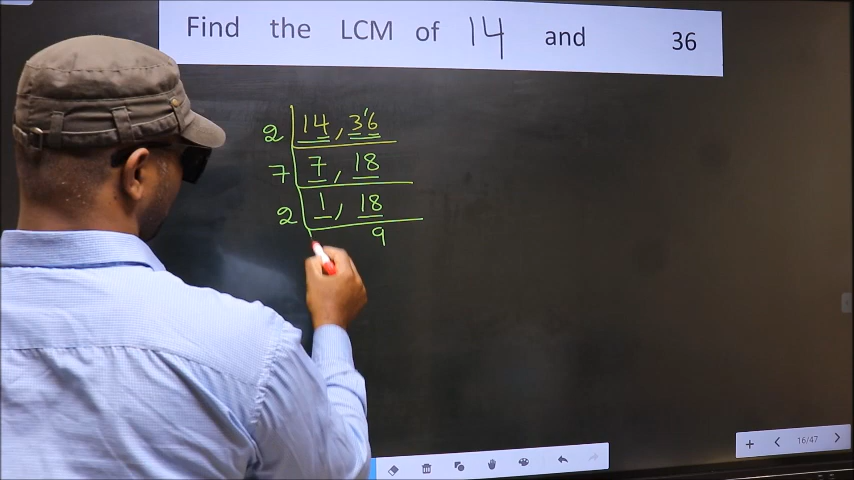 Find the LCM of 14 and 36
2 14, 36
7 7, 18
2 1, 18
9
16/47